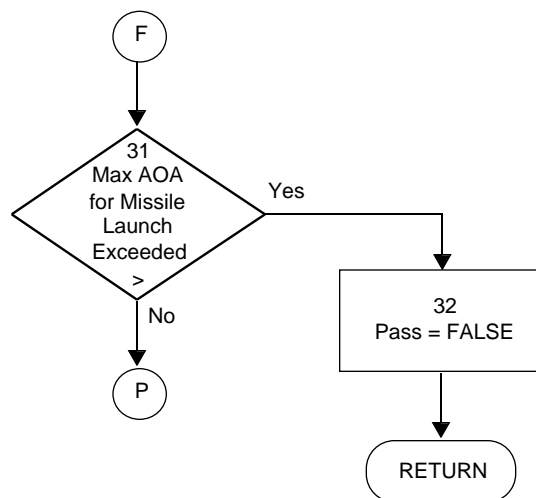 F
31
Max AOA
for Missile
Launch
Exceeded
>
Yes
No
32
Pass = FALSE
P
RETURN